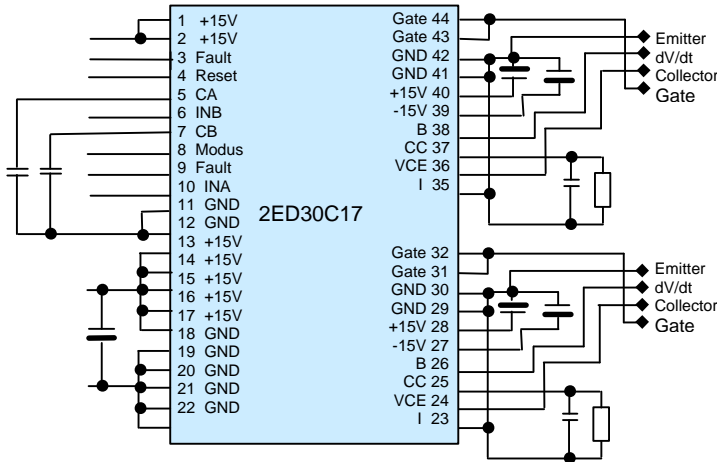 1 +15V
2 +15V
3 Fault
4 Reset
5 CA
6 INB
7 CB
8 Modus
9 Fault
10 INA
11 GND
12 GND
13 +15V
14 +15V
15 +15V
16 +15V
17 +15V
18 GND
19 GND
20 GND
21 GND
22 GND
2ED30C17
Gate 44
Gate 43
GND 42
GND 41
+15V 40
-15V 39
B 38
CC 37
VCE 36
I 35
Gate 32
Gate 31
GND 30
GND 29
+15V 28
-15V 27
B 26
CC 25
VCE 24
I 23
Emitter
dV/dt
Collector
Gate
Emitter
dV/dt
Collector
Gate